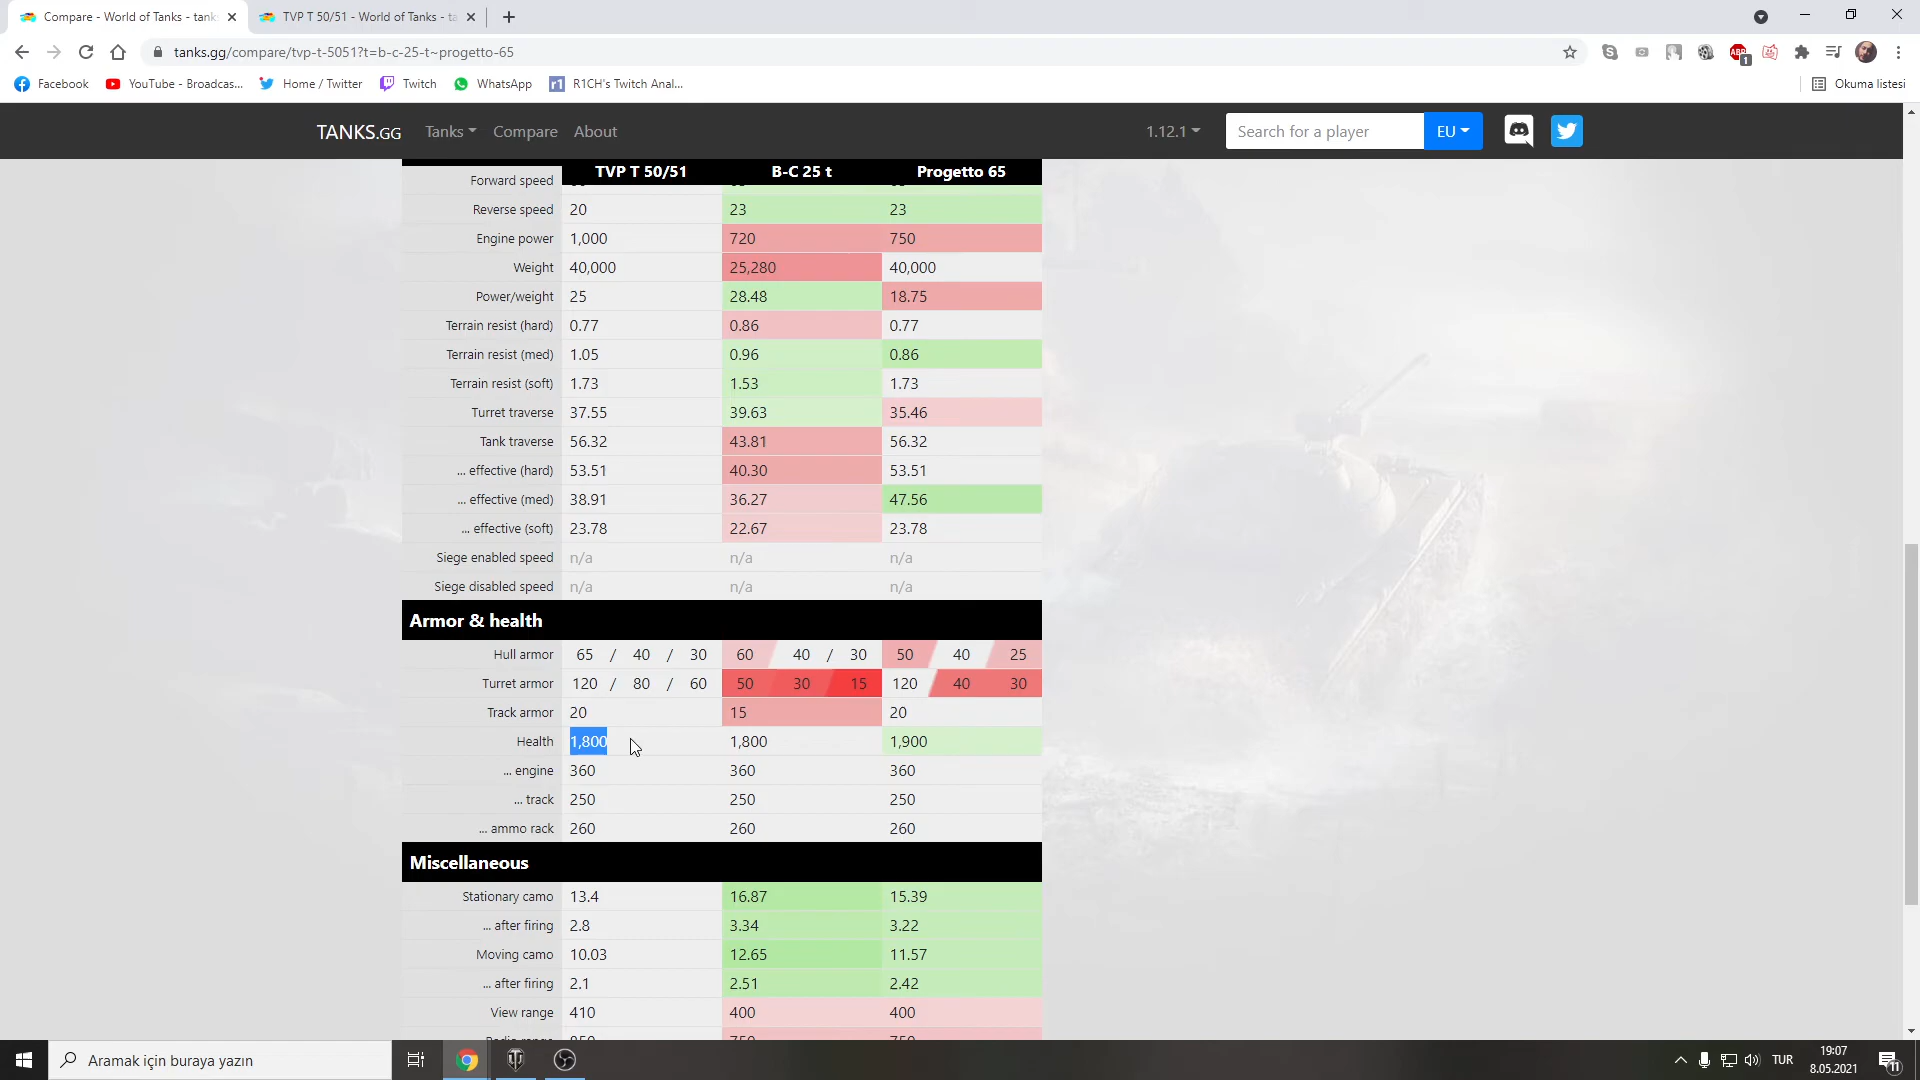 Compare - World of Tanks - tank
TVP T 50/51 - World of Tanks - ta
tanks.gg/compare/tvp-t-5051?t=b-c-25-t~progetto-65
ABP
1
Facebook
YouTube - Broadcas...
Home / Twitter
Twitch
WhatsApp
r1
R1CH's Twitch Anal...
Okuma listesi
TANKS.GG
Tanks
Compare
About
1.12.1
Search for a player
EU
TVP T 50/51 B-C 25 t Progetto 65
Forward speed
Reverse speed 20 23 23
Engine power 1,000 720 750
Weight 40,000 25,280 40,000
Power/weight 25 28.48 18.75
Terrain resist (hard) 0.77 0.86 0.77
Terrain resist (med) 1.05 0.96 0.86
Terrain resist (soft) 1.73 1.53 1.73
Turret traverse 37.55 39.63 35.46
Tank traverse 56.32 43.81 56.32
... effective (hard) 53.51 40.30 53.51
... effective (med) 38.91 36.27 47.56
... effective (soft) 23.78 22.67 23.78
Siege enabled speed n/a n/a n/a
Siege disabled speed n/a n/a n/a
Armor & health
Hull armor 65 / 40 / 30 60 40 / 30 50 40 25
Turret armor 120 / 80 / 60 50 30 15 120 40 30
Track armor 20 15 20
Health 1,800 1,800 1,900
... engine 360 360 360
... track 250 250 250
... ammo rack 260 260 260
Miscellaneous
Stationary camo 13.4 16.87 15.39
... after firing 2.8 3.34 3.22
Moving camo 10.03 12.65 11.57
... after firing 2.1 2.51 2.42
View range 410 400 400
Aramak için buraya yazın
TUR
19:07
8.05.2021
11